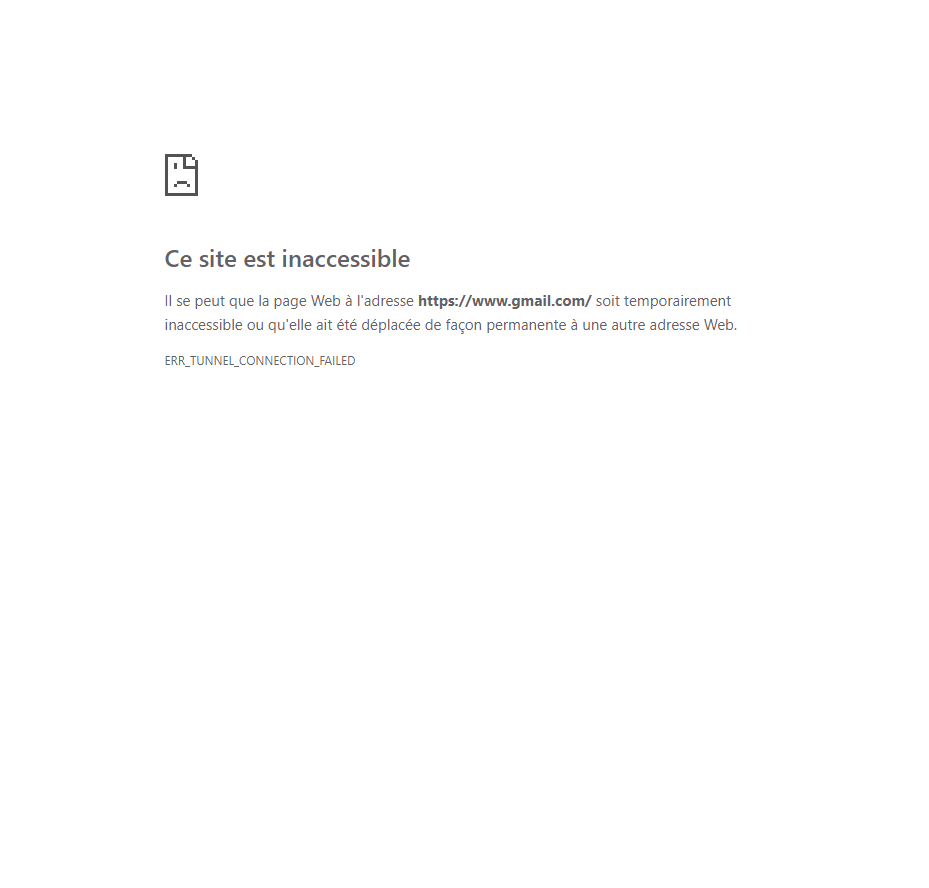 Ce site est inaccessible
Il se peut que la page Web à l'adresse https://www.gmail.com/ soit temporairement
inaccessible ou qu'elle ait été déplacée de façon permanente à une autre adresse Web.
ERR_TUNNEL_CONNECTION_FAILED